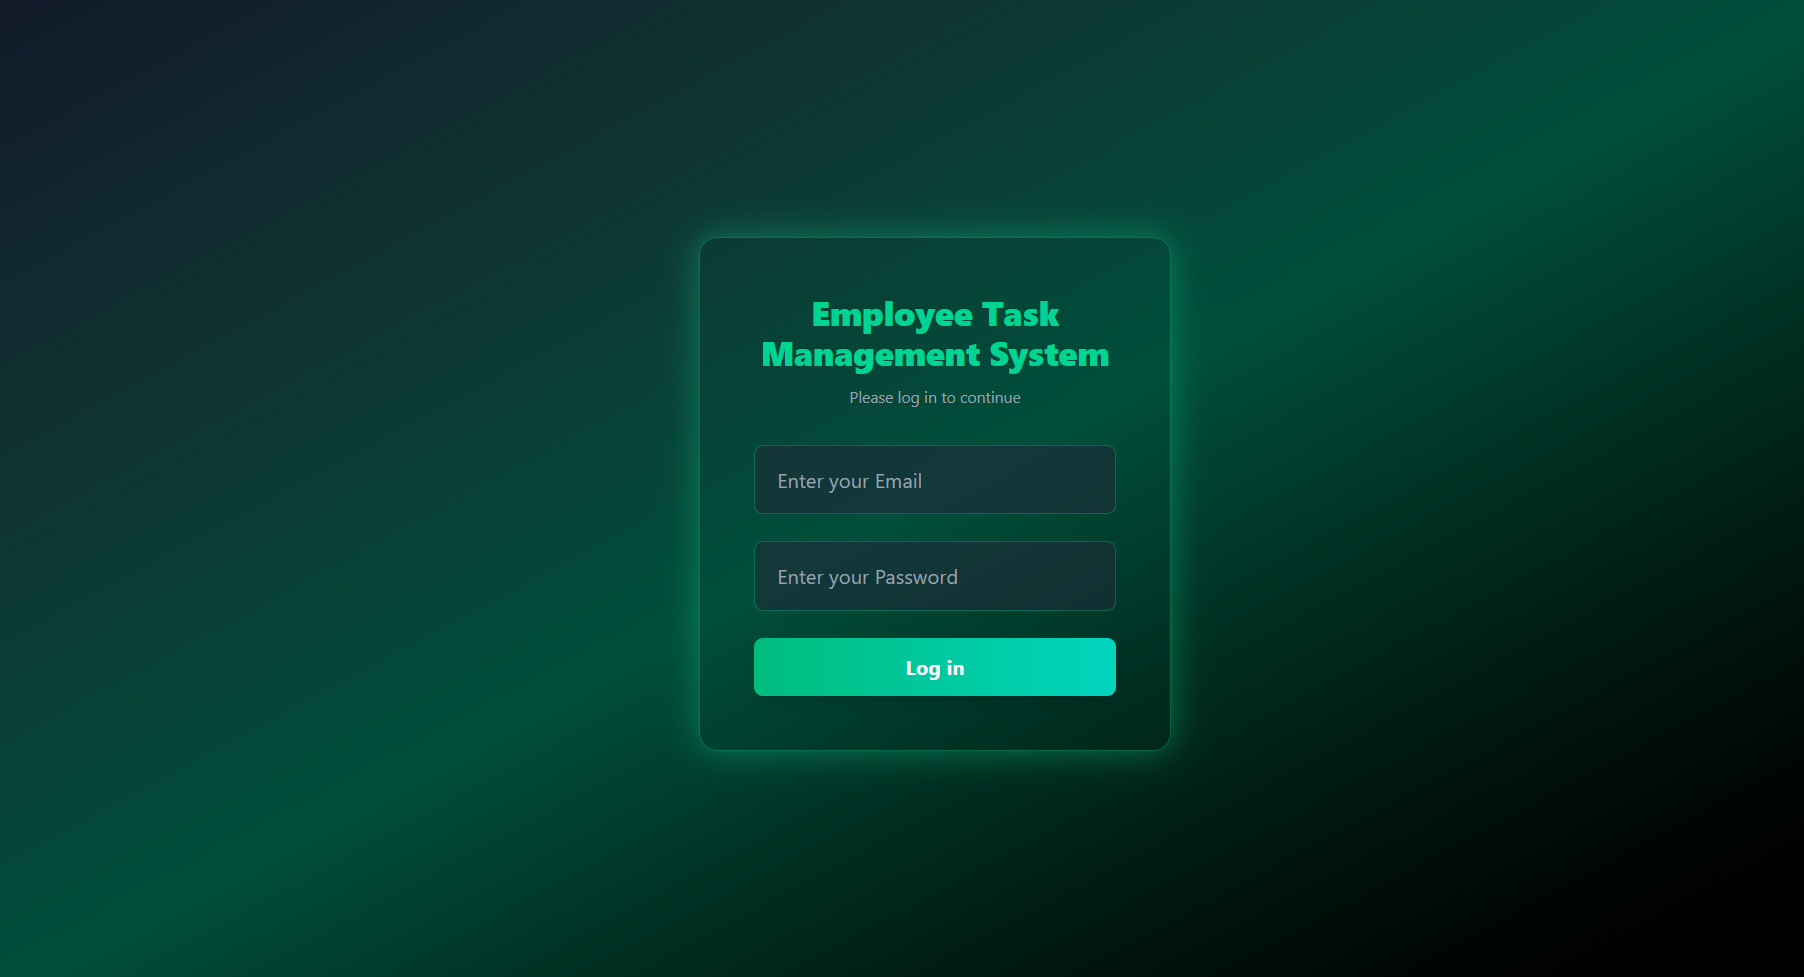 Employee Task
Management System
Please log in to continue
Enter your Email
Enter your Password
Log in